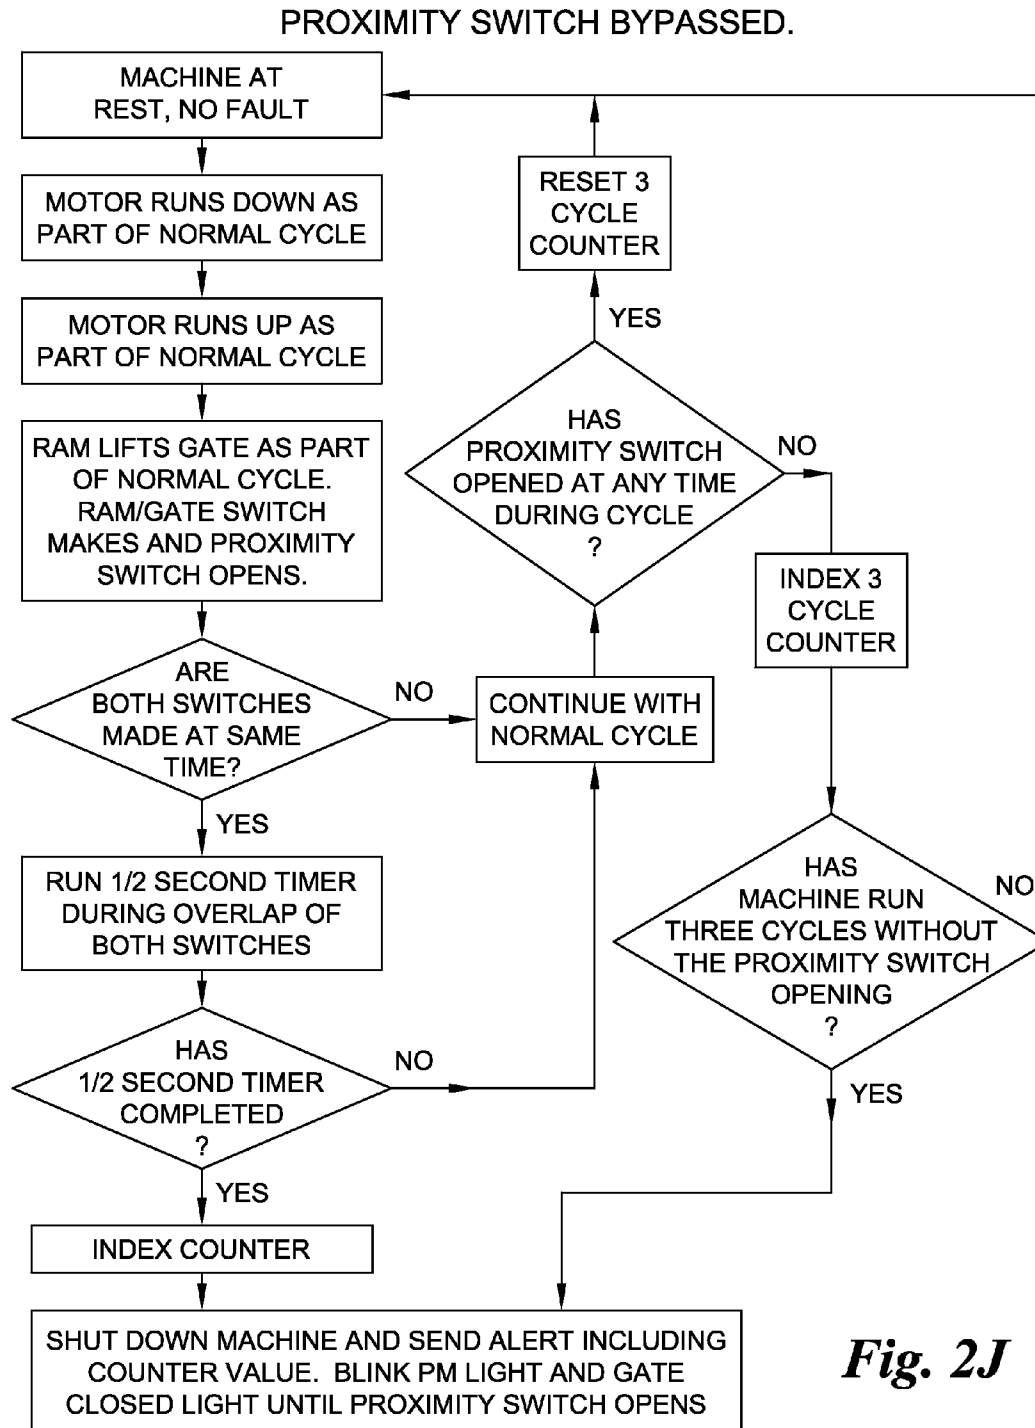 PROXIMITY SWITCH BYPASSED.
MACHINE AT
REST, NO FAULT
MOTOR RUNS DOWN AS
PART OF NORMAL CYCLE
MOTOR RUNS UP AS
PART OF NORMAL CYCLE
RAM LIFTS GATE AS PART
OF NORMAL CYCLE.
RAM/GATE SWITCH
MAKES AND PROXIMITY
SWITCH OPENS.
ARE
BOTH SWITCHES
MADE AT SAME
TIME?
NO
YES
RUN 1/2 SECOND TIMER
DURING OVERLAP OF
BOTH SWITCHES
HAS
1/2 SECOND TIMER
COMPLETED
?
NO
YES
INDEX COUNTER
SHUT DOWN MACHINE AND SEND ALERT INCLUDING
COUNTER VALUE. BLINK PM LIGHT AND GATE
CLOSED LIGHT UNTIL PROXIMITY SWITCH OPENS
CONTINUE WITH
NORMAL CYCLE
HAS
PROXIMITY SWITCH
OPENED AT ANY TIME
DURING CYCLE
?
YES
RESET 3
CYCLE
COUNTER
NO
INDEX 3
CYCLE
COUNTER
HAS
MACHINE RUN
THREE CYCLES WITHOUT
THE PROXIMITY SWITCH
OPENING
?
NO
YES
Fig. 2J